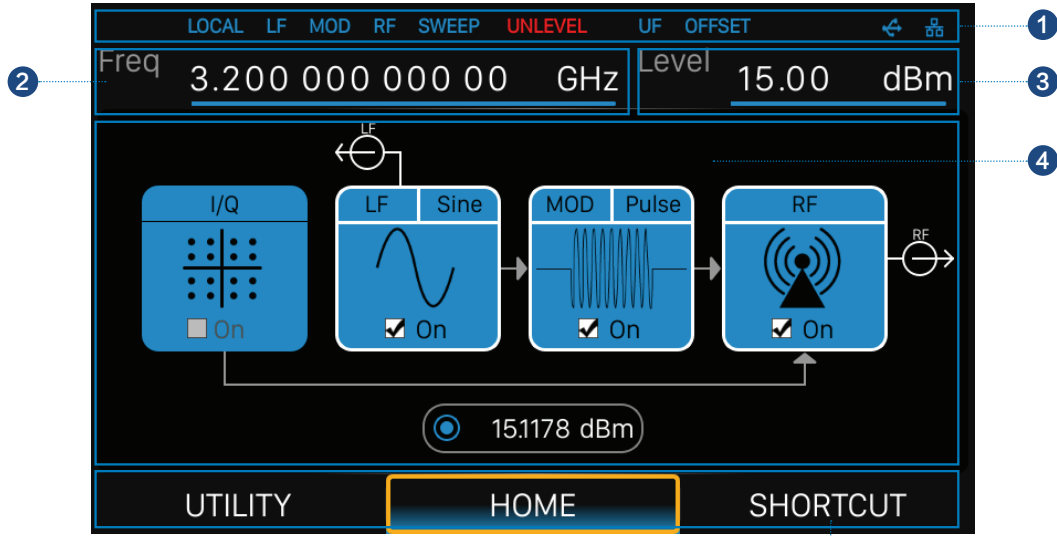 LOCAL LF MOD RF SWEEP UNLEVEL UF OFFSET
1
2
Freq 3.200 000 000 00 GHz
Level 15.00 dBm
3
4
LF
I/Q
LF Sine
MOD Pulse
RF
RF
On
On
On
On
15.1178 dBm
UTILITY HOME SHORTCUT